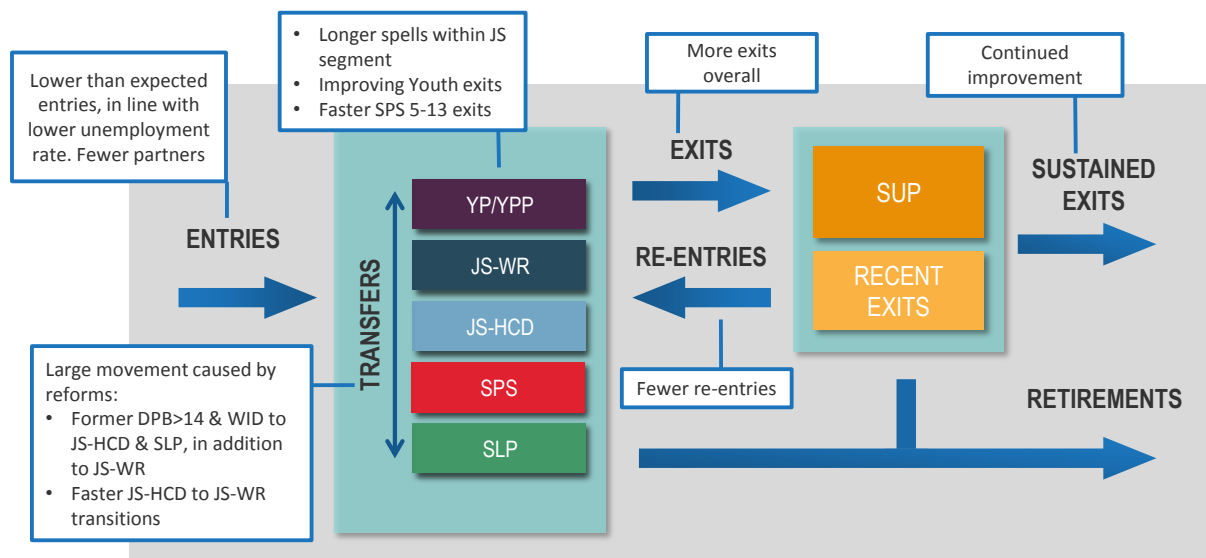 Lower than expected
entries, in line with
lower unemployment
rate. Fewer partners
• Longer spells within JS
segment
• Improving Youth exits
• Faster SPS 5-13 exits
More exits
overall
Continued
improvement
ENTRIES
TRANSFERS
YP/YPP
JS-WR
JS-HCD
SPS
SLP
EXITS
RE-ENTRIES
SUP
RECENT
EXITS
SUSTAINED
EXITS
Large movement caused by
reforms:
• Former DPB>14 & WID to
JS-HCD & SLP, in addition
to JS-WR
• Faster JS-HCD to JS-WR
transitions
Fewer re-entries
RETIREMENTS